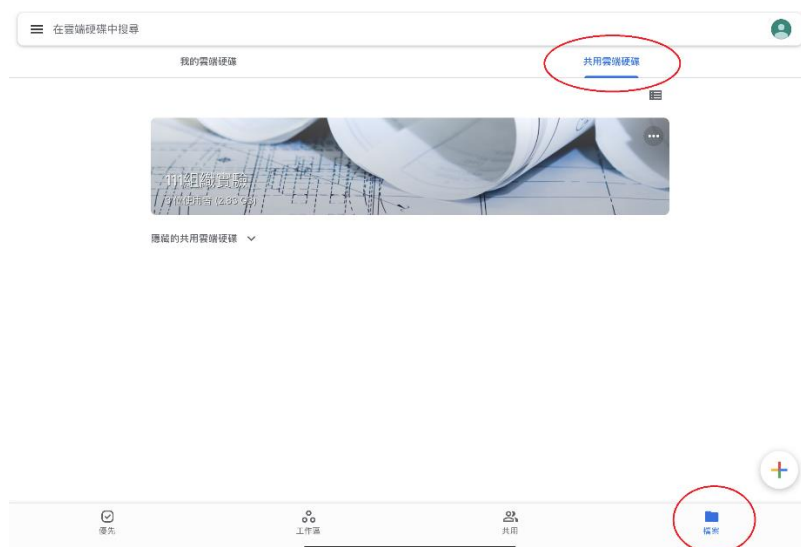 在雲端硬碟中搜尋
我的雲端硬碟
共用雲端硬碟
111組織實驗
隱藏的共用雲端硬碟
優先
工作區
共用
檔案